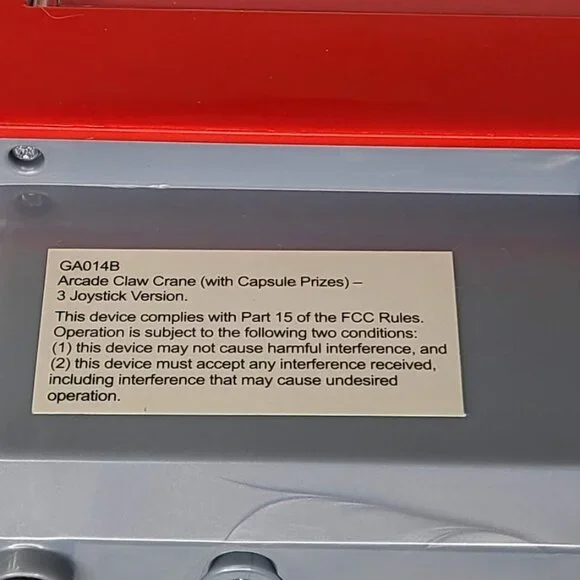 GA014B
Arcade Claw Crane (with Capsule Prizes) –
3 Joystick Version.
This device complies with Part 15 of the FCC Rules.
Operation is subject to the following two conditions:
(1) this device may not cause harmful interference, and
(2) this device must accept any interference received,
including interference that may cause undesired
operation.